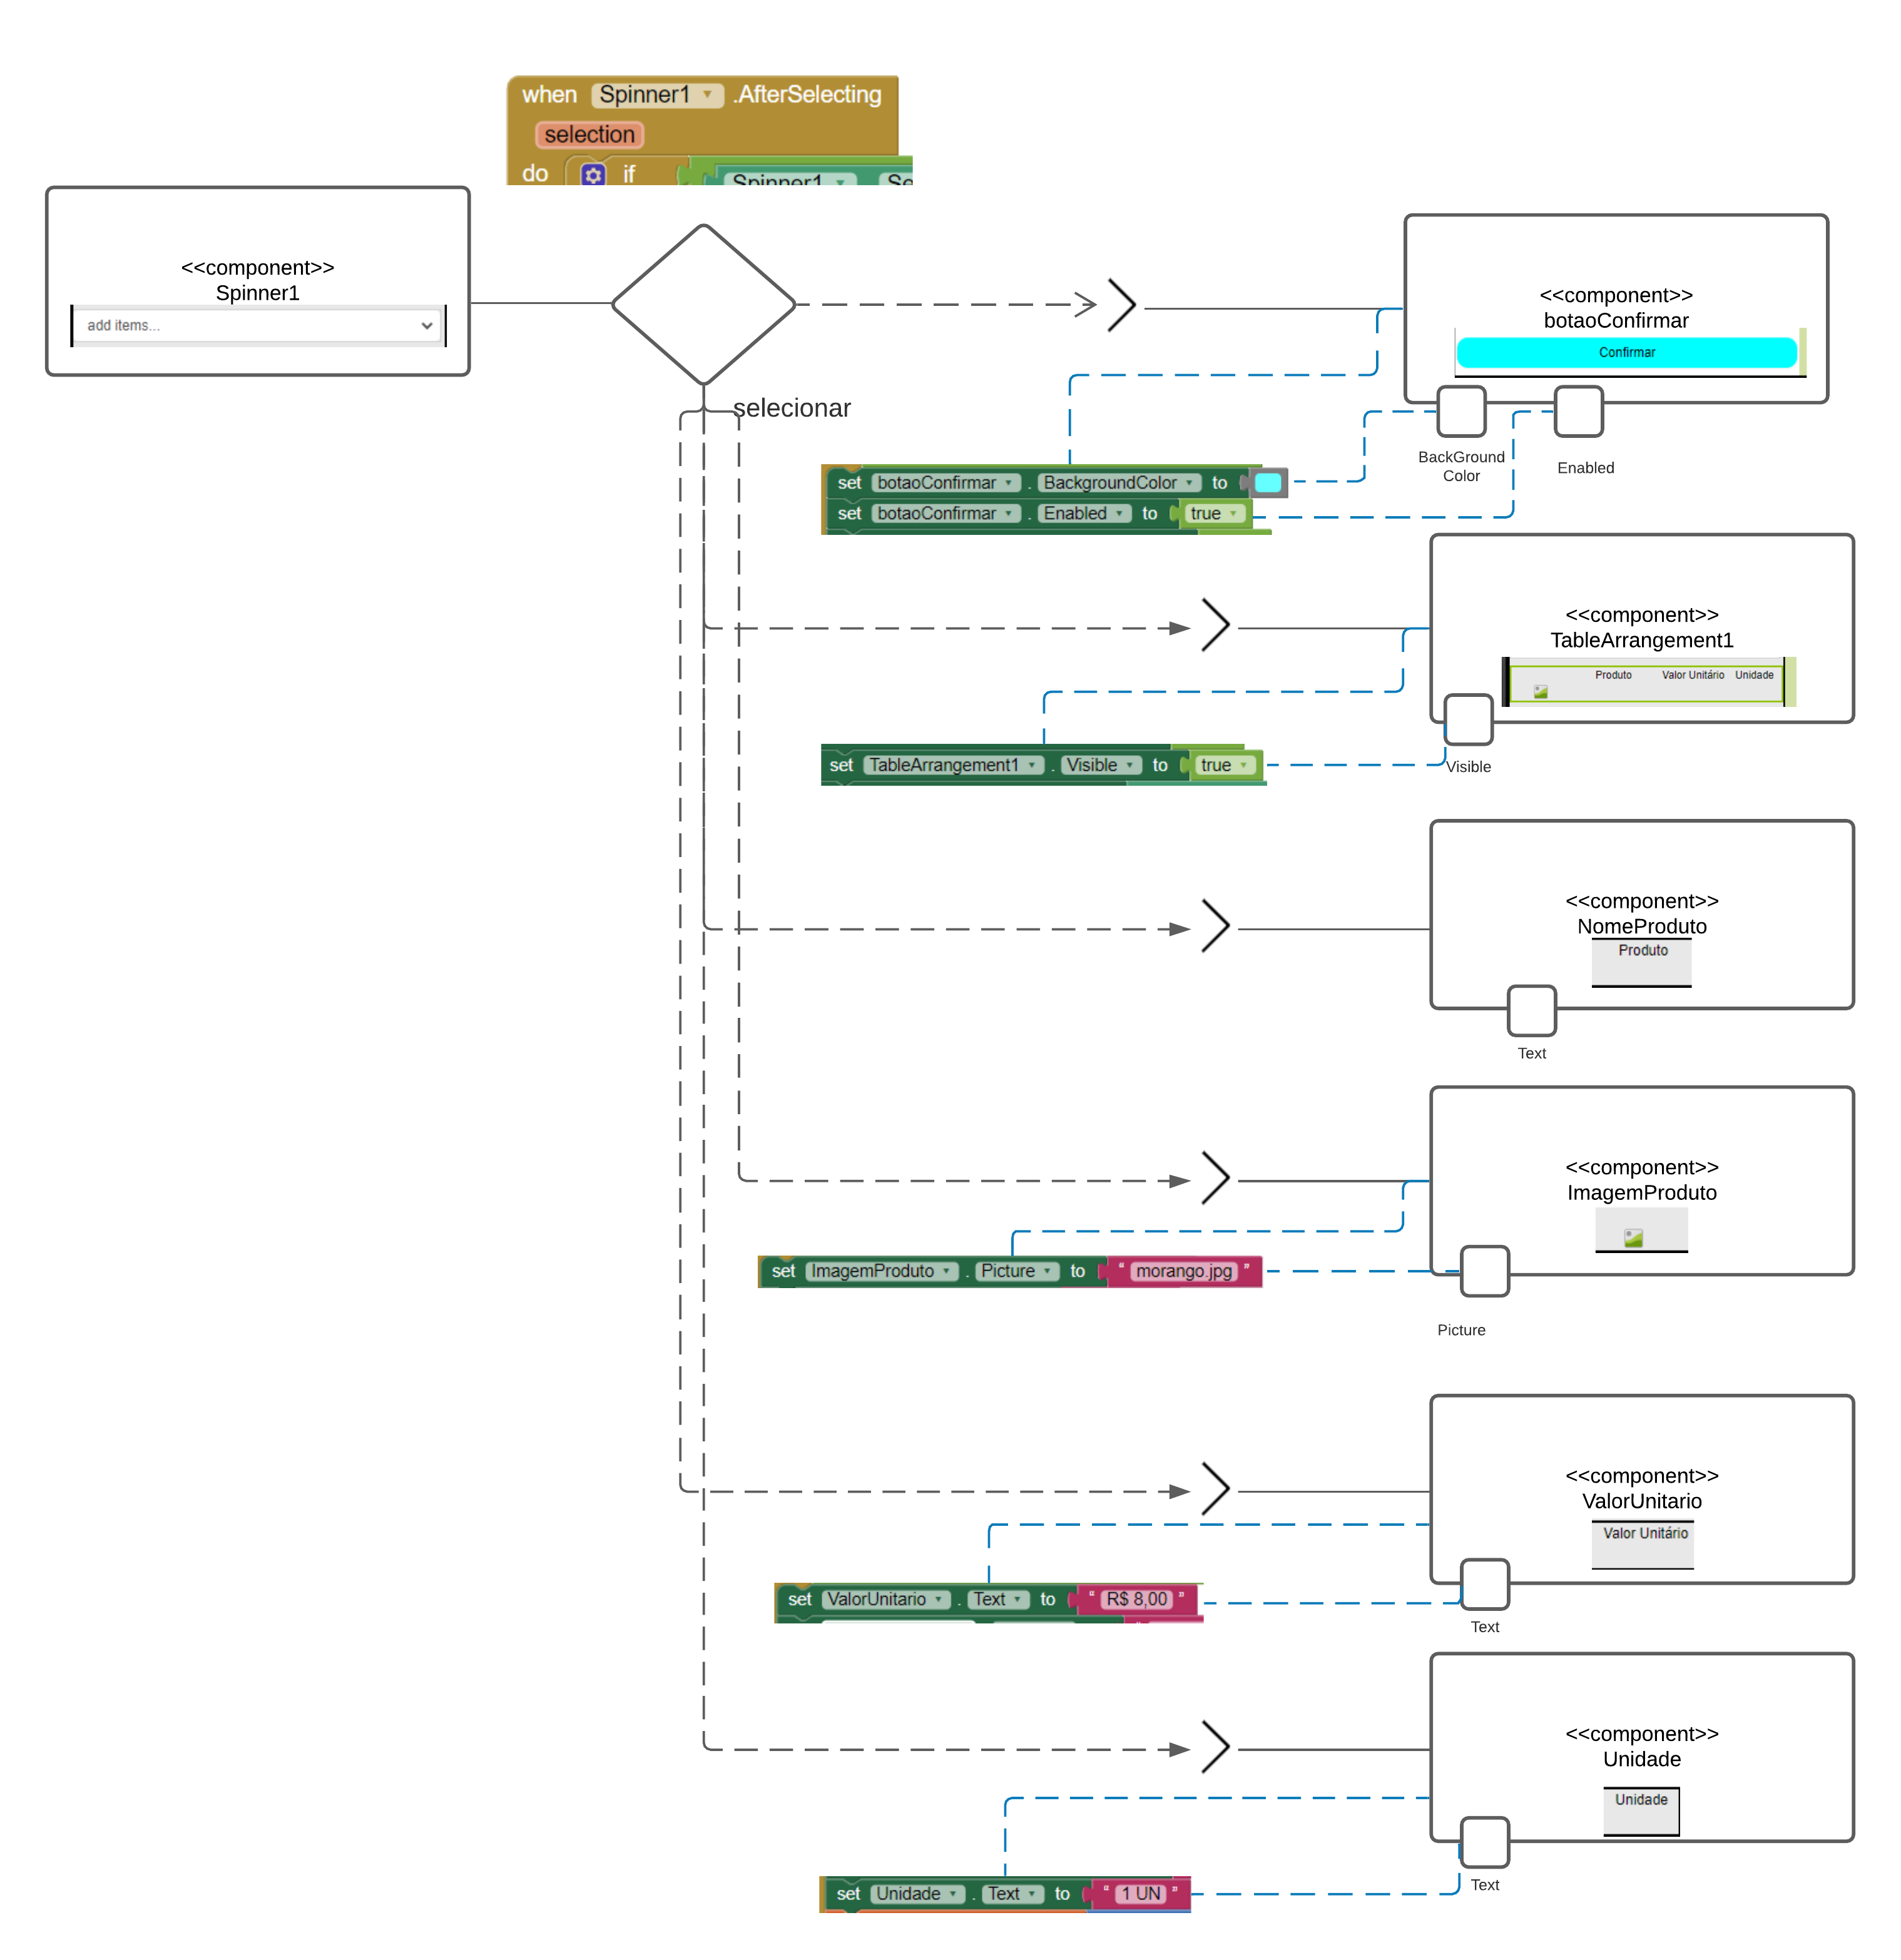 when Spinner1 .AfterSelecting
selection
do if
Spinner1 .
<<component>>
Spinner1
add items...
<<component>>
botaoConfirmar
Confirmar
selecionar
BackGround
Color
Enabled
set botaoConfirmar . BackgroundColor to
set botaoConfirmar . Enabled to true
<<component>>
TableArrangement1
Produto Valor Unitário Unidade
set TableArrangement1 . Visible to true
Visible
<<component>>
NomeProduto
Produto
Text
<<component>>
ImagemProduto
set ImagemProduto . Picture to “ morango.jpg ”
Picture
<<component>>
ValorUnitario
Valor Unitário
set ValorUnitario . Text to “ R$ 8,00 ”
Text
<<component>>
Unidade
Unidade
set Unidade . Text to “ 1 UN ”
Text